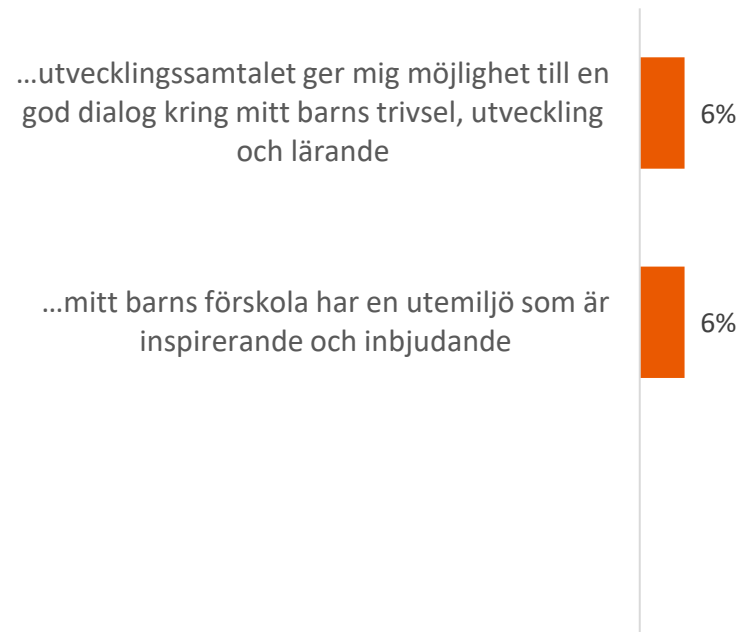 …utvecklingssamtalet ger mig möjlighet till en
god dialog kring mitt barns trivsel, utveckling
och lärande
6%
…mitt barns förskola har en utemiljö som är
inspirerande och inbjudande
6%